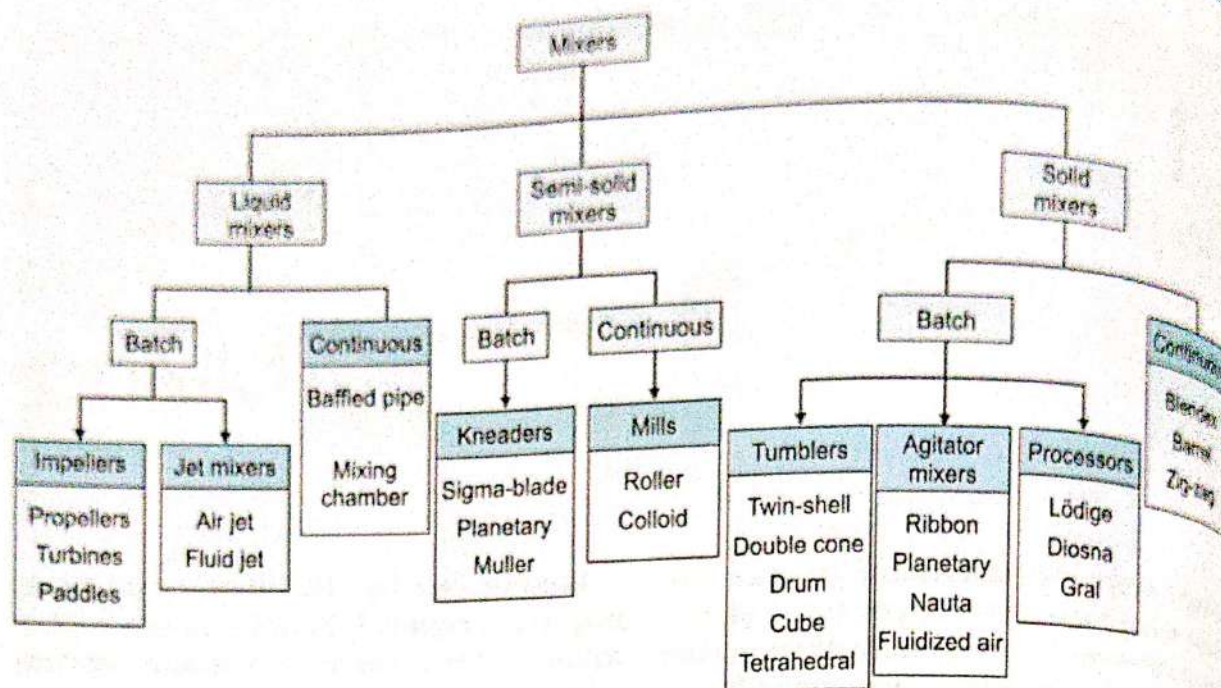 Mixers
Liquid
mixers
Semi-solid
mixers
Solid
mixers
Batch
Continuous
Baffled pipe
Mixing
chamber
Impellers
Propellers
Turbines
Paddles
Jet mixers
Air jet
Fluid jet
Batch
Continuous
Kneaders
Sigma-blade
Planetary
Muller
Mills
Roller
Colloid
Batch
Tumblers
Twin-shell
Double cone
Drum
Cube
Tetrahedral
Agitator
mixers
Ribbon
Planetary
Nauta
Fluidized air
Processors
Lödige
Diosna
Gral
Blendex
Barrel
Zig-zag